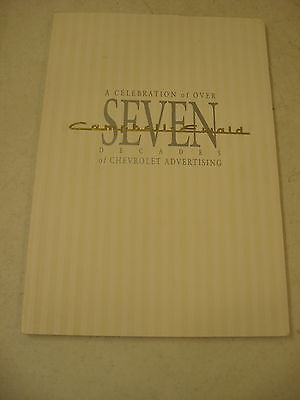 A CELEBRATION of OVER
SEVEN
Campbell-Ewald
DECADES
of CHEVROLET ADVERTISING